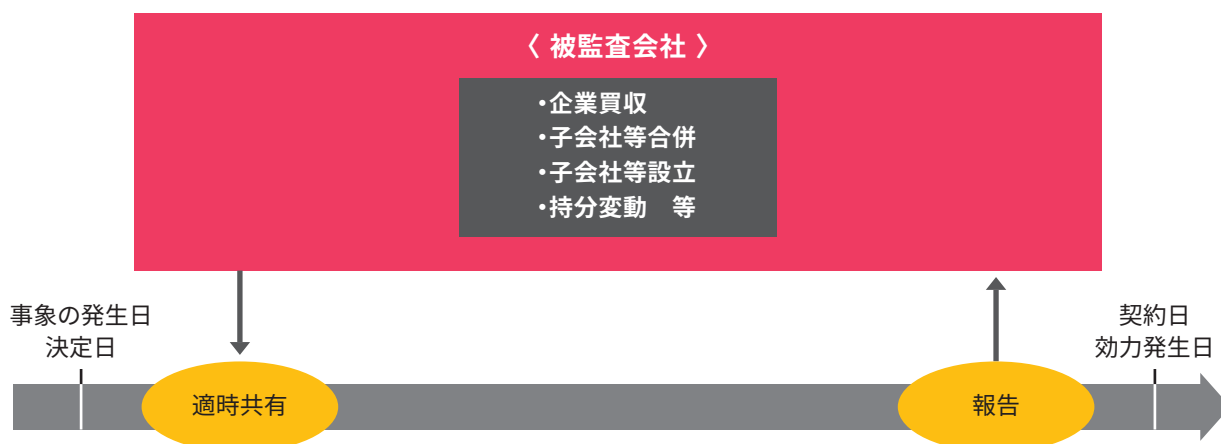 〈 被監査会社 〉
・企業買収
・子会社等合併
・子会社等設立
・持分変動　等
事象の発生日
決定日
契約日
効力発生日
適時共有
報告